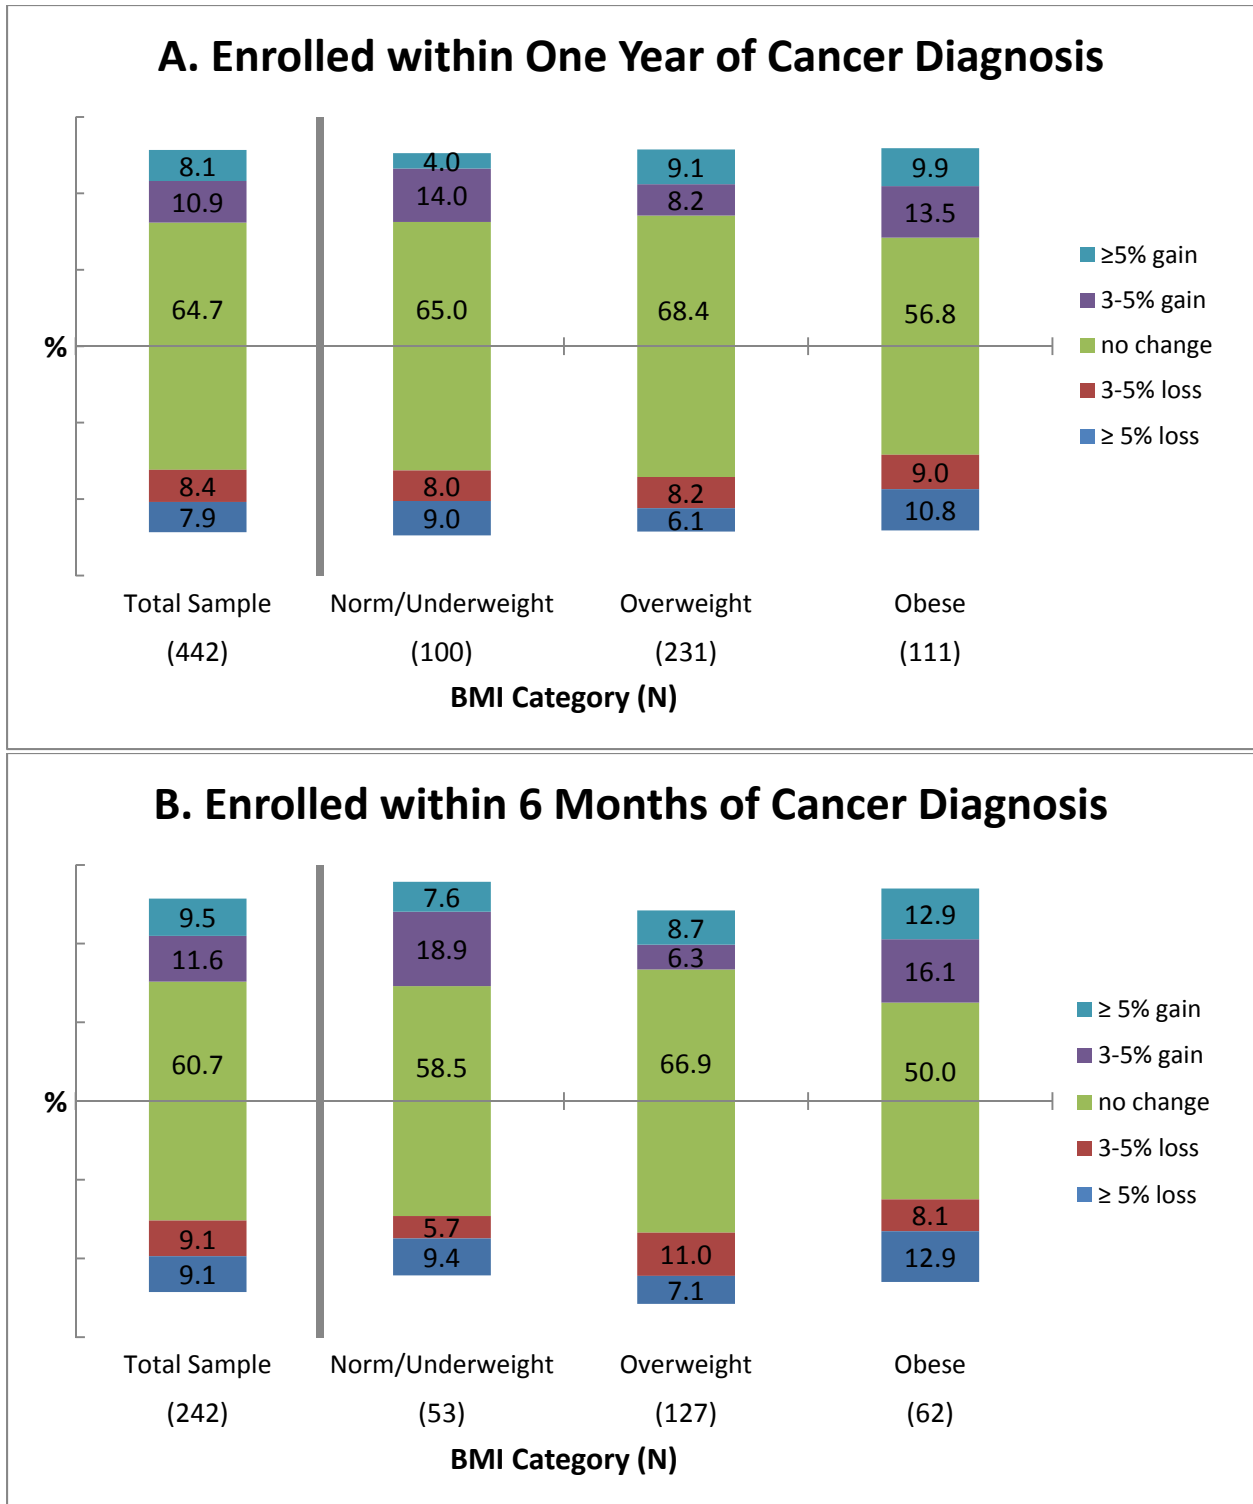 A. Enrolled within One Year of Cancer Diagnosis
8.1 4.0 9.1 9.9
10.9 14.0 8.2 13.5
64.7 65.0 68.4 56.8
8.4 8.0 8.2 9.0
7.9 9.0 6.1 10.8
%
≥5% gain
3-5% gain
no change
3-5% loss
≥ 5% loss
Total Sample Norm/Underweight Overweight Obese
(442) (100) (231) (111)
BMI Category (N)
B. Enrolled within 6 Months of Cancer Diagnosis
9.5 7.6 8.7 12.9
11.6 18.9 6.3 16.1
60.7 58.5 66.9 50.0
9.1 5.7 11.0 8.1
9.1 9.4 7.1 12.9
%
≥ 5% gain
3-5% gain
no change
3-5% loss
≥ 5% loss
Total Sample Norm/Underweight Overweight Obese
(242) (53) (127) (62)
BMI Category (N)